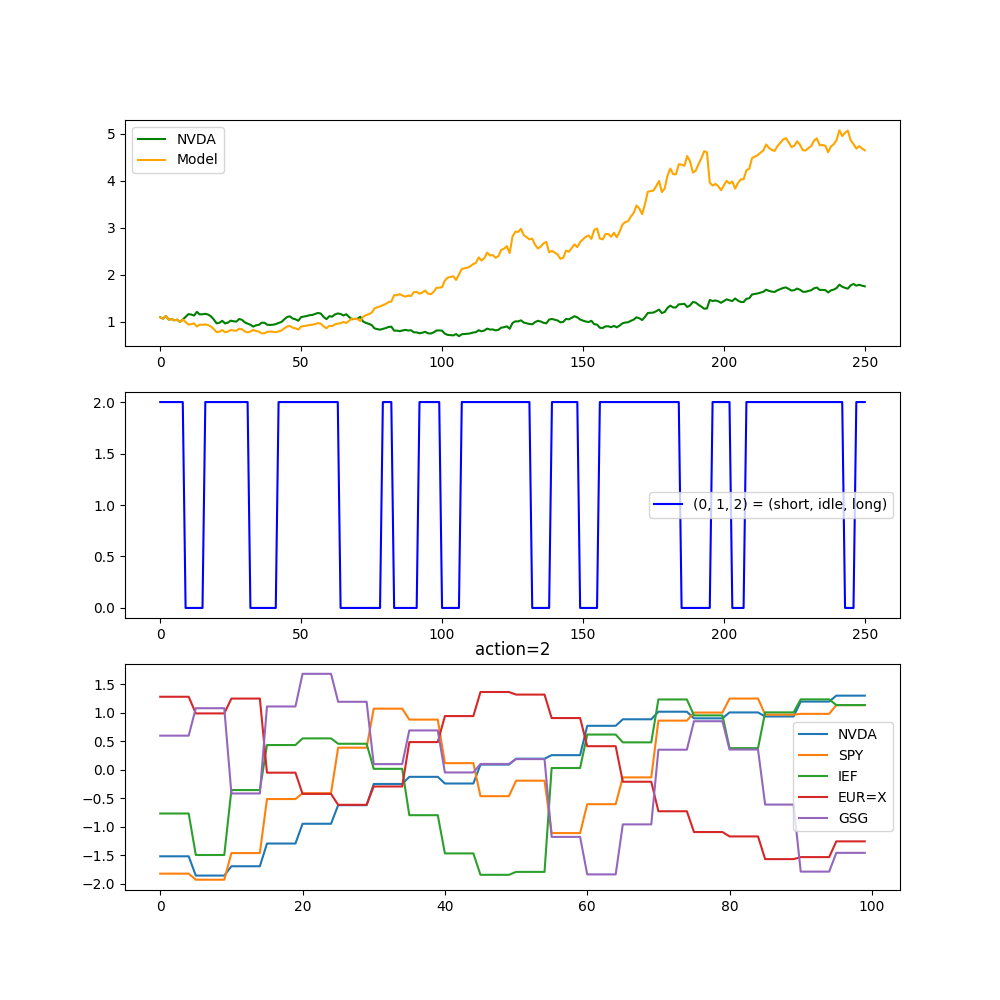 5
4
3
2
1
NVDA
Model
0 50 100 150 200 250
2.0
1.5
1.0
0.5
0.0
(0, 1, 2) = (short, idle, long)
0 50 100 150 200 250
action=2
1.5
1.0
0.5
0.0
−0.5
−1.0
−1.5
−2.0
NVDA
SPY
IEF
EUR=X
GSG
0 20 40 60 80 100